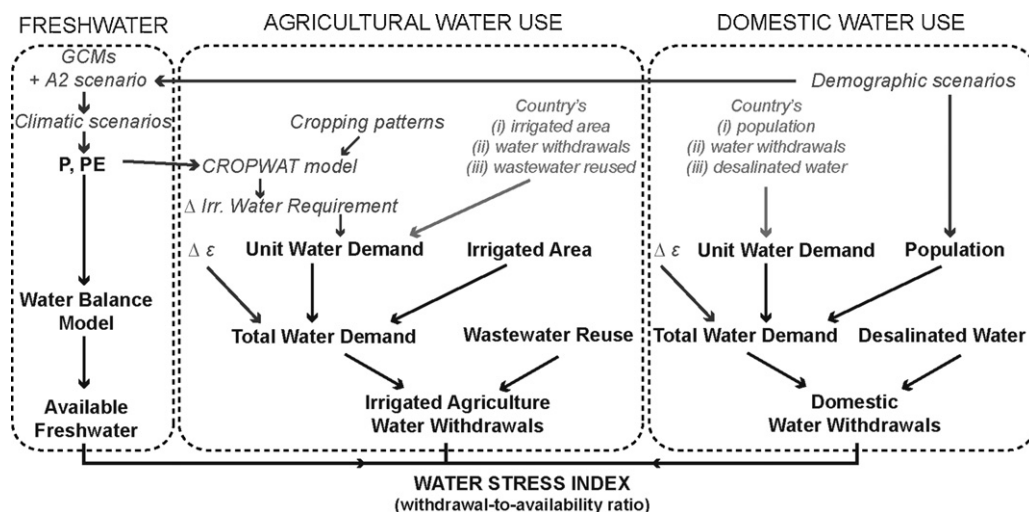 FRESHWATER
AGRICULTURAL WATER USE
DOMESTIC WATER USE
GCMs
+ A2 scenario
Climatic scenarios
P, PE
Water Balance
Model
Available
Freshwater
Cropping patterns
CROPWAT model
Δ Irr. Water Requirement
Country's
(i) irrigated area
(ii) water withdrawals
(iii) wastewater reused
Δ ε
Unit Water Demand
Irrigated Area
Total Water Demand
Wastewater Reuse
Irrigated Agriculture
Water Withdrawals
Demographic scenarios
Country's
(i) population
(ii) water withdrawals
(iii) desalinated water
Δ ε
Unit Water Demand
Population
Total Water Demand
Desalinated Water
Domestic
Water Withdrawals
WATER STRESS INDEX
(withdrawal-to-availability ratio)